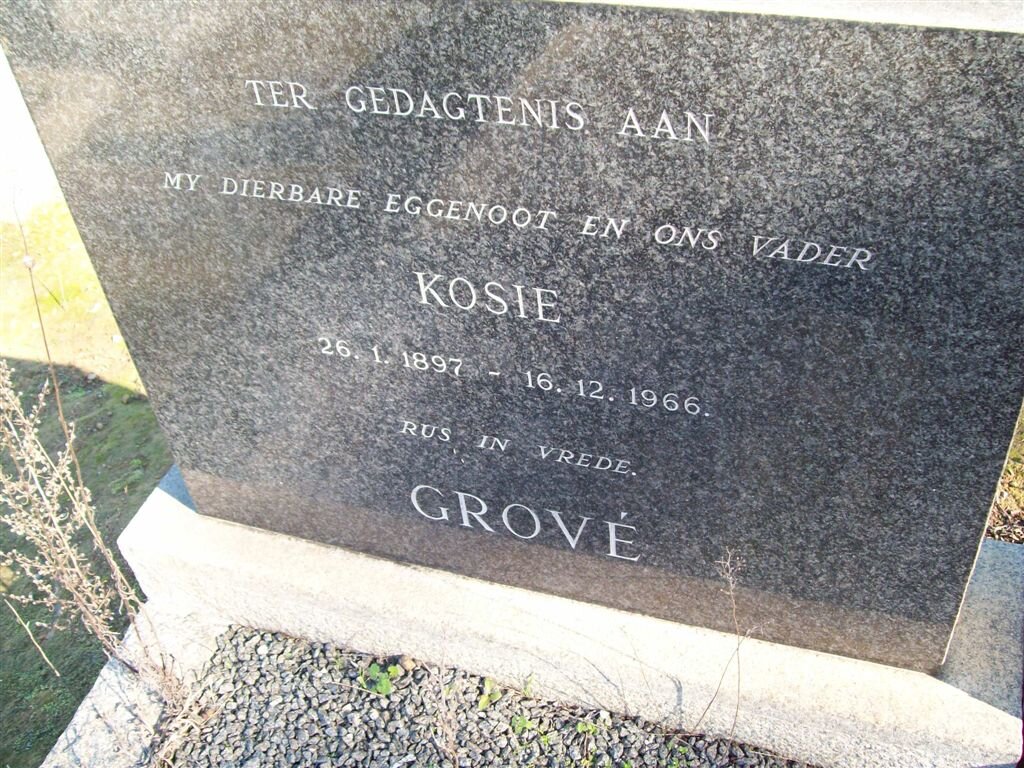 TER GEDAGTENIS AAN
MY DIERBARE EGGENOOT EN ONS VADER
KOSIE
26. 1. 1897 - 16. 12. 1966.
RUS IN VREDE.
GROVÉ